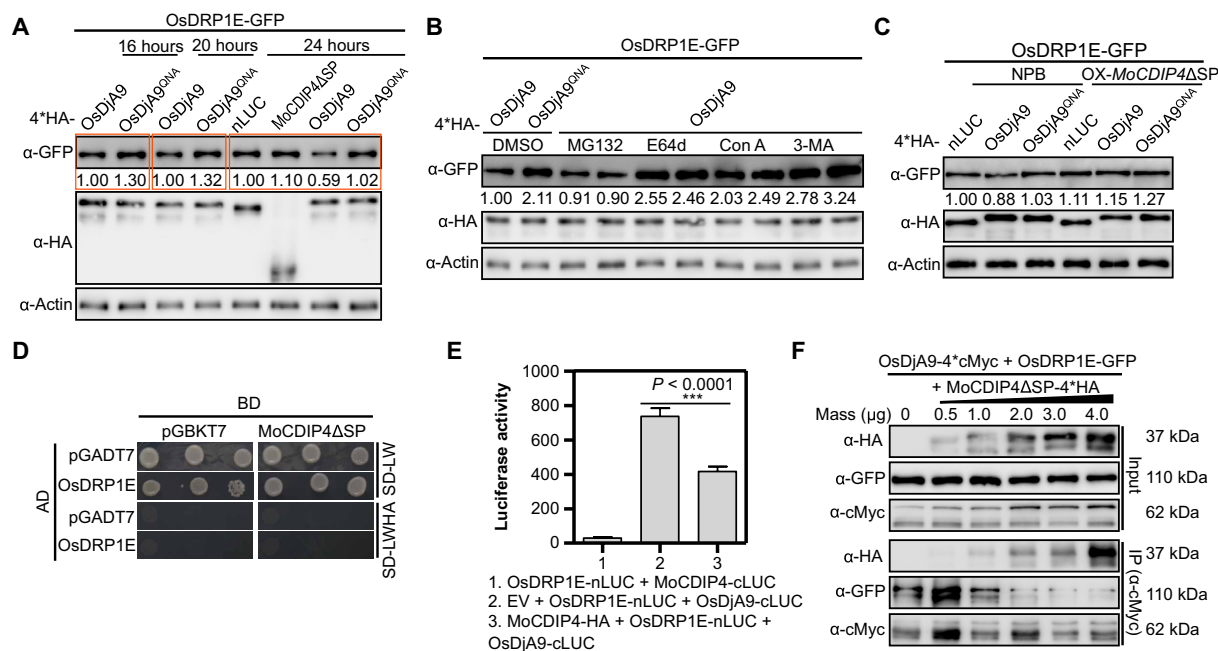 A
OsDRP1E-GFP
16 hours 20 hours 24 hours
4*HA- OsDjA9 OsDjA9QNA OsDjA9 OsDjA9QNA nLUC MoCDIP4ΔSP OsDjA9 OsDjA9QNA
α-GFP
1.00 1.30 1.00 1.32 1.00 1.10 0.59 1.02
α-HA
α-Actin
B
OsDRP1E-GFP
4*HA- OsDjA9 OsDjA9QNA OsDjA9
DMSO MG132 E64d Con A 3-MA
α-GFP
1.00 2.11 0.91 0.90 2.55 2.46 2.03 2.49 2.78 3.24
α-HA
α-Actin
C
OsDRP1E-GFP
NPB OX-MoCDIP4ΔSP
4*HA- nLUC OsDjA9 OsDjA9QNA nLUC OsDjA9 OsDjA9QNA
α-GFP
1.00 0.88 1.03 1.11 1.15 1.27
α-HA
α-Actin
D
BD
pGBKT7 MoCDIP4ΔSP
AD
pGADT7
OsDRP1E
SD-LW
pGADT7
OsDRP1E
SD-LWHA
E
Luciferase activity
1000
800
600
400
200
0
P < 0.0001
***
1 2 3
1. OsDRP1E-nLUC + MoCDIP4-cLUC
2. EV + OsDRP1E-nLUC + OsDjA9-cLUC
3. MoCDIP4-HA + OsDRP1E-nLUC +
OsDjA9-cLUC
F
OsDjA9-4*cMyc + OsDRP1E-GFP
+ MoCDIP4ΔSP-4*HA
Mass (µg) 0 0.5 1.0 2.0 3.0 4.0
α-HA 37 kDa
α-GFP 110 kDa
α-cMyc 62 kDa
Input
α-HA 37 kDa
α-GFP 110 kDa
α-cMyc 62 kDa
IP (α-cMyc)